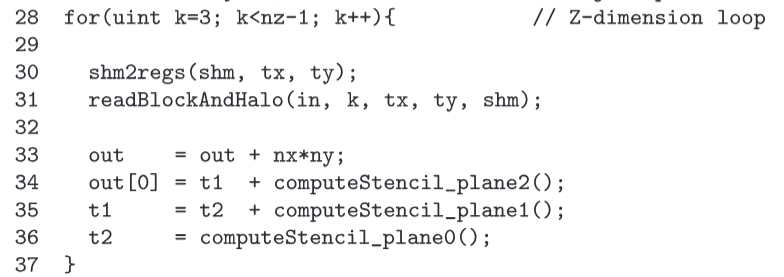 28 for(uint k=3; k<nz-1; k++){ // Z-dimension loop
29
30 shm2regs(shm, tx, ty);
31 readBlockAndHalo(in, k, tx, ty, shm);
32
33 out = out + nx*ny;
34 out[0] = t1 + computeStencil_plane2();
35 t1 = t2 + computeStencil_plane1();
36 t2 = computeStencil_plane0();
37 }